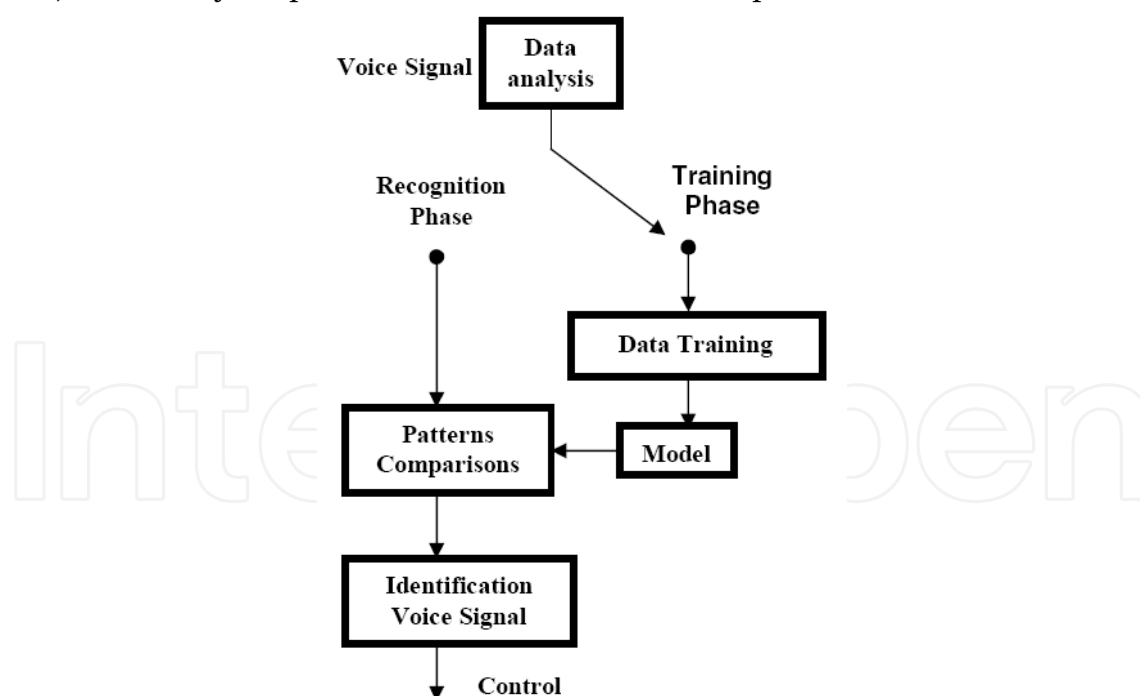 Data
analysis
Voice Signal
Recognition
Phase
Training
Phase
Data Training
Patterns
Comparisons
Model
Identification
Voice Signal
Control